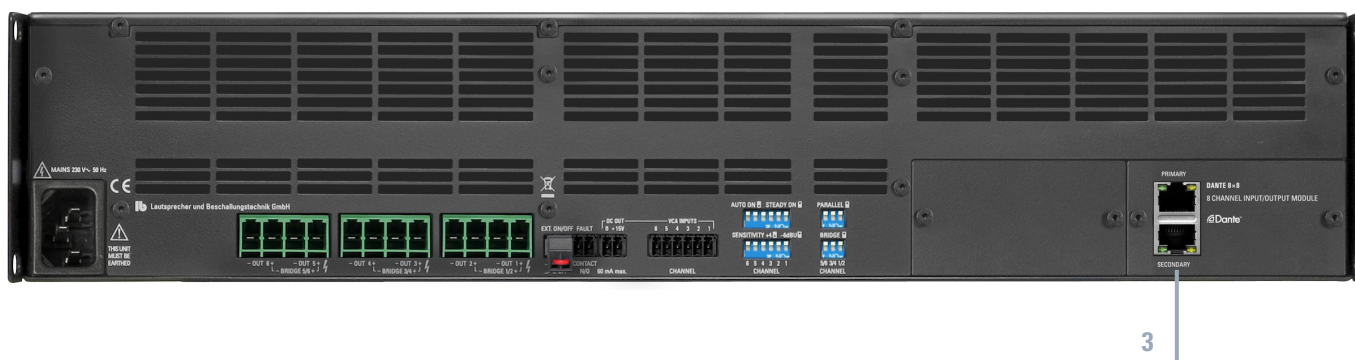 MAINS 230 V~ 50 Hz
CE
THIS UNIT
MUST BE
EARTHED
lb Lautsprecher und Beschallungstechnik GmbH
- OUT 6+ - OUT 5+
BRIDGE 5/6+
- OUT 4+ - OUT 3+
- BRIDGE 3/4+
- OUT 2+ - OUT 1+
- BRIDGE 1/2+
EXT. ON/OFF FAULT
CONTACT
N/O
DC OUT
B +15V
60 mA max.
VCA INPUTS
6 5 4 3 2 1
CHANNEL
AUTO ON STEADY ON
SENSITIVITY +4 -6dBU
6 5 4 3 2 1
CHANNEL
PARALLEL
BRIDGE
5/6 3/4 1/2
CHANNEL
PRIMARY
SECONDARY
DANTE 8×8
8 CHANNEL INPUT/OUTPUT MODULE
Dante
3